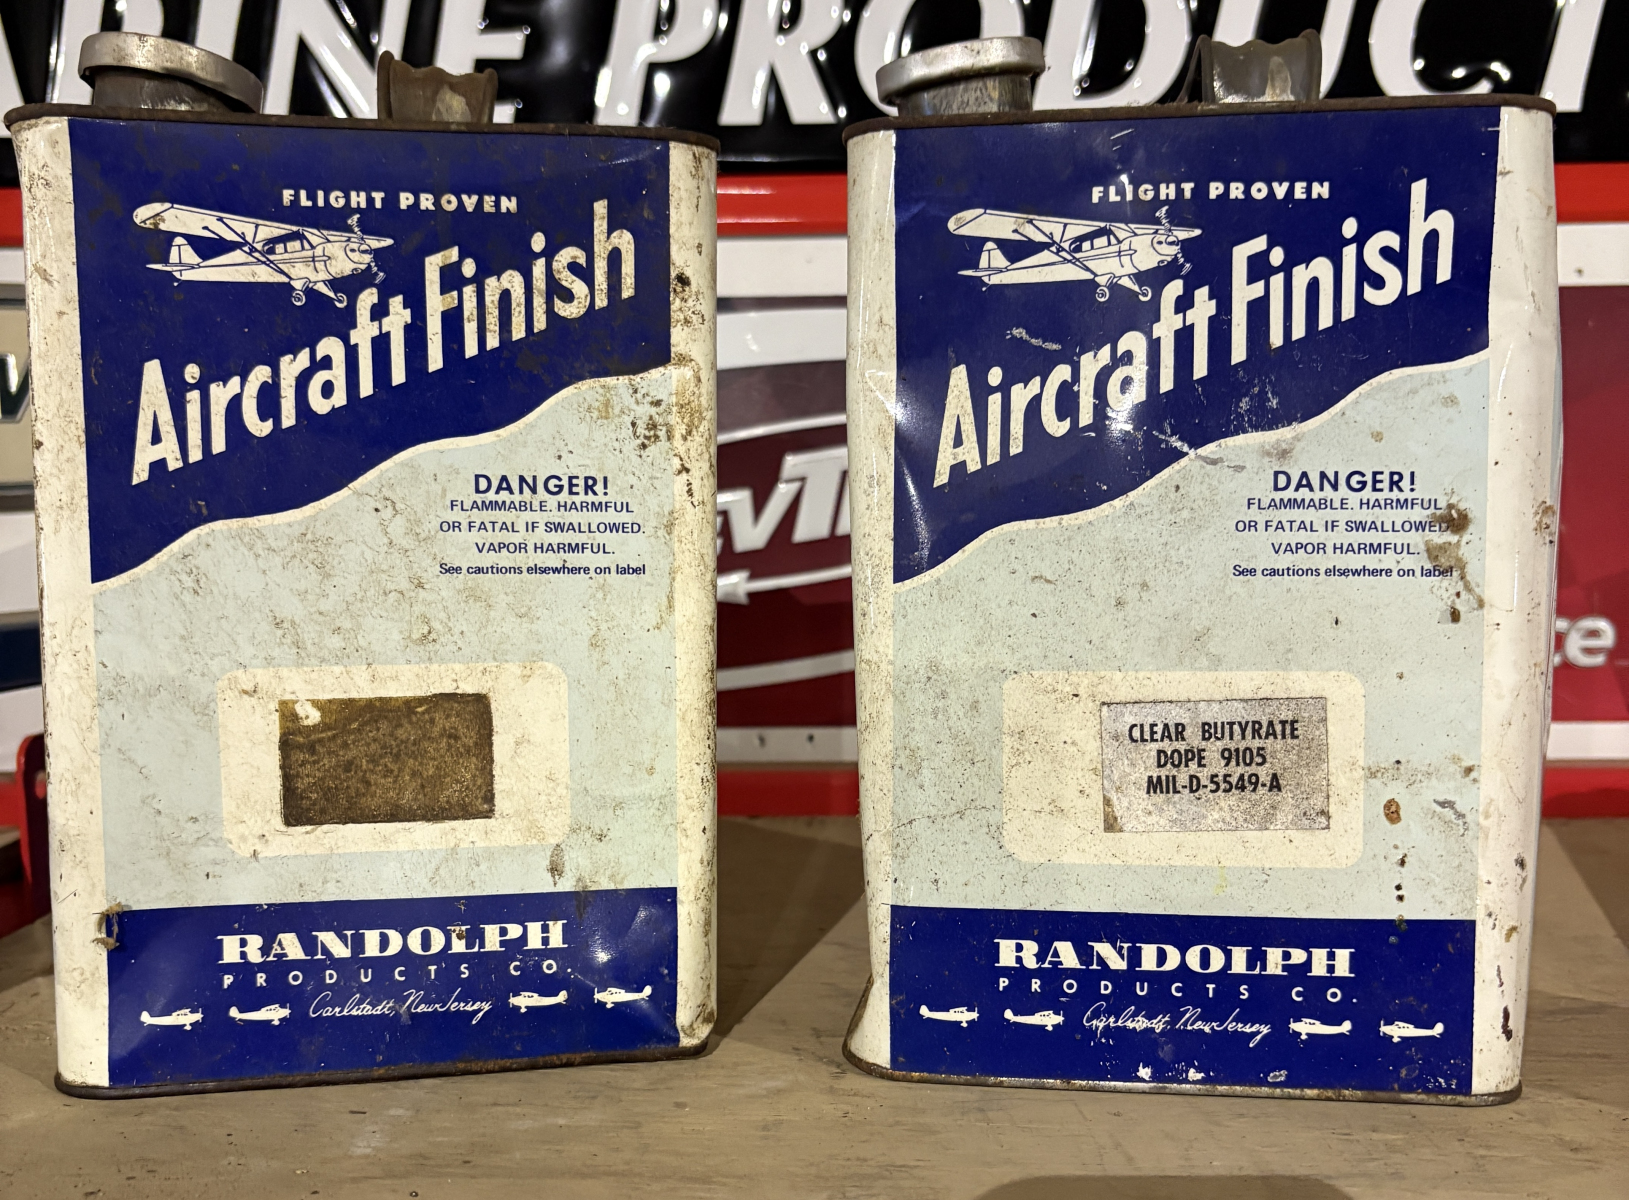 FLIGHT PROVEN
Aircraft Finish
DANGER!
FLAMMABLE. HARMFUL
OR FATAL IF SWALLOWED.
VAPOR HARMFUL.
See cautions elsewhere on label
RANDOLPH
PRODUCTS CO.
Carlstadt, New Jersey
FLIGHT PROVEN
Aircraft Finish
DANGER!
FLAMMABLE. HARMFUL
OR FATAL IF SWALLOWED
VAPOR HARMFUL.
See cautions elsewhere on label
CLEAR BUTYRATE
DOPE 9105
MIL-D-5549-A
RANDOLPH
PRODUCTS CO.
Carlstadt, New Jersey